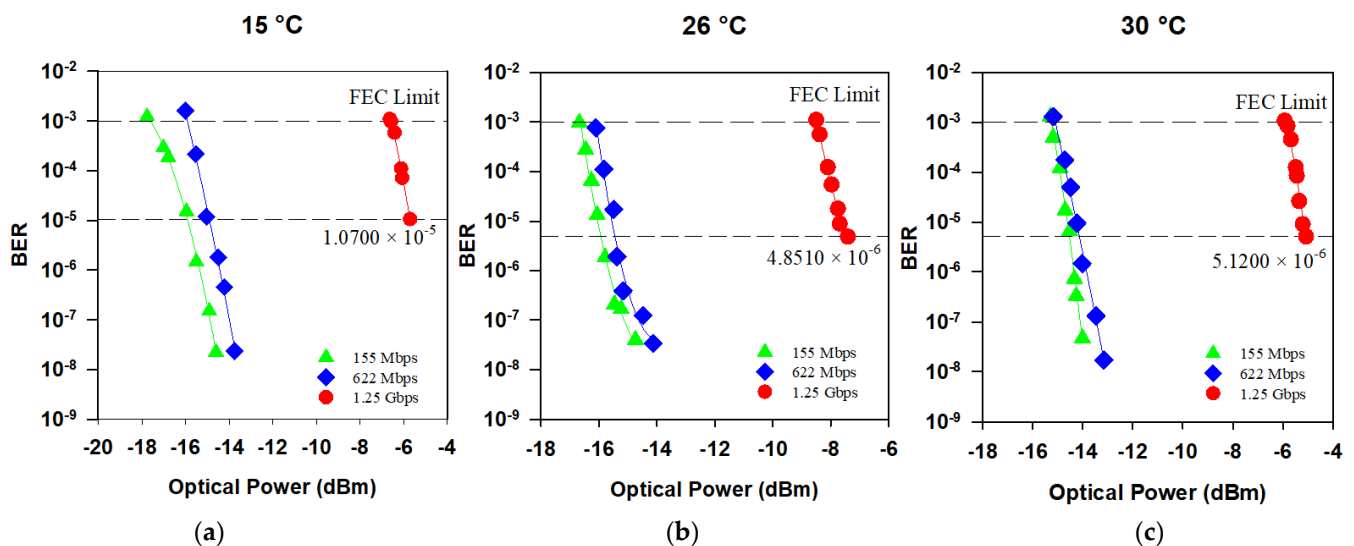 15 °C
10⁻²
10⁻³
10⁻⁴
10⁻⁵
10⁻⁶
10⁻⁷
10⁻⁸
10⁻⁹
BER
FEC Limit
1.0700 × 10⁻⁵
155 Mbps
622 Mbps
1.25 Gbps
-20 -18 -16 -14 -12 -10 -8 -6 -4
Optical Power (dBm)
(a)
26 °C
10⁻²
10⁻³
10⁻⁴
10⁻⁵
10⁻⁶
10⁻⁷
10⁻⁸
10⁻⁹
BER
FEC Limit
4.8510 × 10⁻⁶
155 Mbps
622 Mbps
1.25 Gbps
-18 -16 -14 -12 -10 -8 -6
Optical Power (dBm)
(b)
30 °C
10⁻²
10⁻³
10⁻⁴
10⁻⁵
10⁻⁶
10⁻⁷
10⁻⁸
10⁻⁹
BER
FEC Limit
5.1200 × 10⁻⁶
155 Mbps
622 Mbps
1.25 Gbps
-18 -16 -14 -12 -10 -8 -6 -4
Optical Power (dBm)
(c)